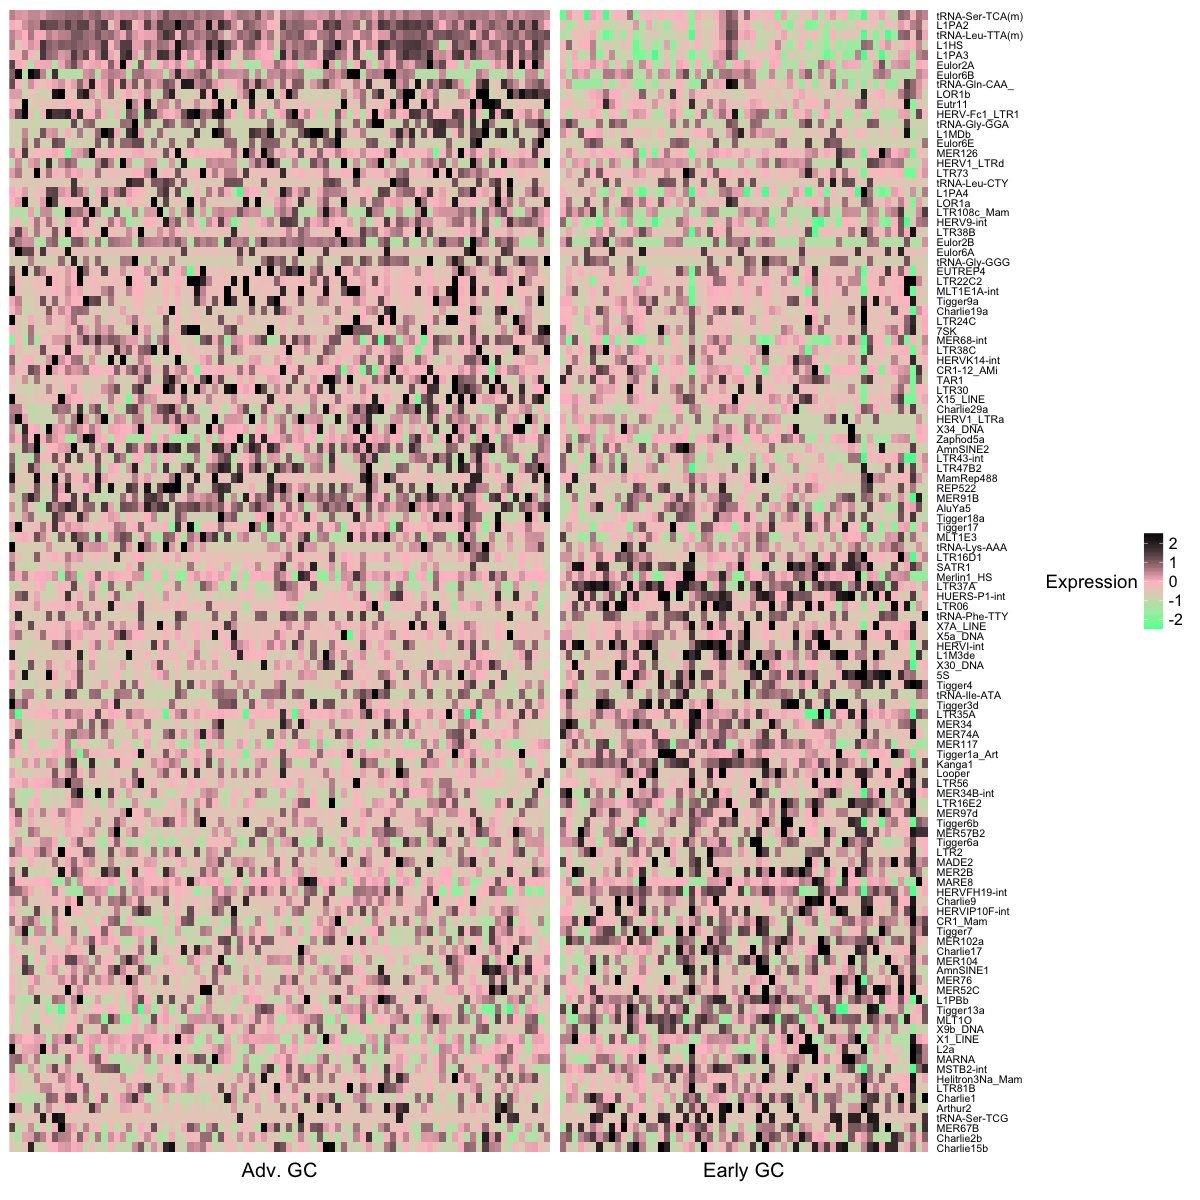 tRNA-Ser-TCA(m)
L1PA2
tRNA-Leu-TTA(m)
L1HS
L1PA3
Eulor2A
Eulor6B
tRNA-Gln-CAA_
LOR1b
Eutr11
HERV-Fc1_LTR1
tRNA-Gly-GGA
L1MDb
Eulor6E
MER126
HERV1_LTRd
LTR73
tRNA-Leu-CTY
L1PA4
LOR1a
LTR108c_Mam
HERV9-int
LTR38B
Eulor2B
Eulor6A
tRNA-Gly-GGG
EUTREP4
LTR22C2
MLT1E1A-int
Tigger9a
Charlie19a
LTR24C
7SK
MER68-int
LTR38C
HERVK14-int
CR1-12_AMi
TAR1
LTR30
X15_LINE
Charlie29a
HERV1_LTRa
X34_DNA
Zaphod5a
AmnSINE2
LTR43-int
LTR47B2
MamRep488
REP522
MER91B
AluYa5
Tigger18a
Tigger17
MLT1E3
tRNA-Lys-AAA
LTR16D1
SATR1
Merlin1_HS
LTR37A
HUERS-P1-int
LTR06
tRNA-Phe-TTY
X7A_LINE
X5a_DNA
HERVI-int
L1M3de
X30_DNA
5S
Tigger4
tRNA-Ile-ATA
Tigger3d
LTR35A
MER34
MER74A
MER117
Tigger1a_Art
Kanga1
Looper
LTR56
MER34B-int
LTR16E2
MER97d
Tigger6b
MER57B2
Tigger6a
LTR2
MADE2
MER2B
MARE8
HERVFH19-int
Charlie9
HERVIP10F-int
CR1_Mam
Tigger7
MER102a
Charlie17
MER104
AmnSINE1
MER76
MER52C
L1PBb
Tigger13a
MLT1O
X9b_DNA
X1_LINE
L2a
MARNA
MSTB2-int
Helitron3Na_Mam
LTR81B
Charlie1
Arthur2
tRNA-Ser-TCG
MER67B
Charlie2b
Charlie15b
Expression
2
1
0
-1
-2
Adv. GC
Early GC